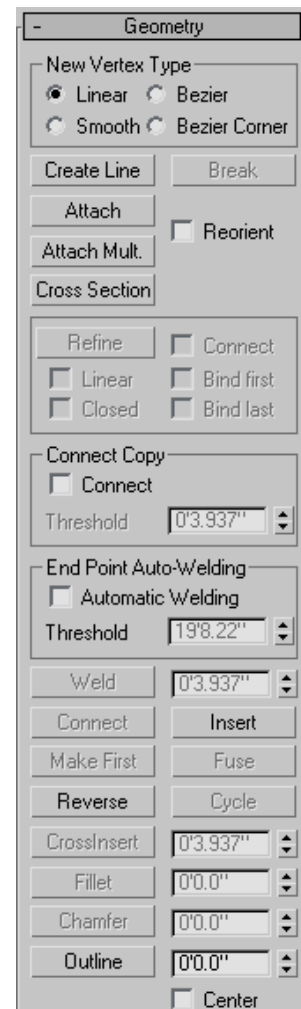 - Geometry
New Vertex Type
Linear Bezier
Smooth Bezier Corner
Create Line Break
Attach
Reorient
Attach Mult.
Cross Section
Refine Connect
Linear Bind first
Closed Bind last
Connect Copy
Connect
Threshold 0'3.937"
End Point Auto-Welding
Automatic Welding
Threshold 19'8.22"
Weld 0'3.937"
Connect Insert
Make First Fuse
Reverse Cycle
CrossInsert 0'3.937"
Fillet 0'0.0"
Chamfer 0'0.0"
Outline 0'0.0"
Center